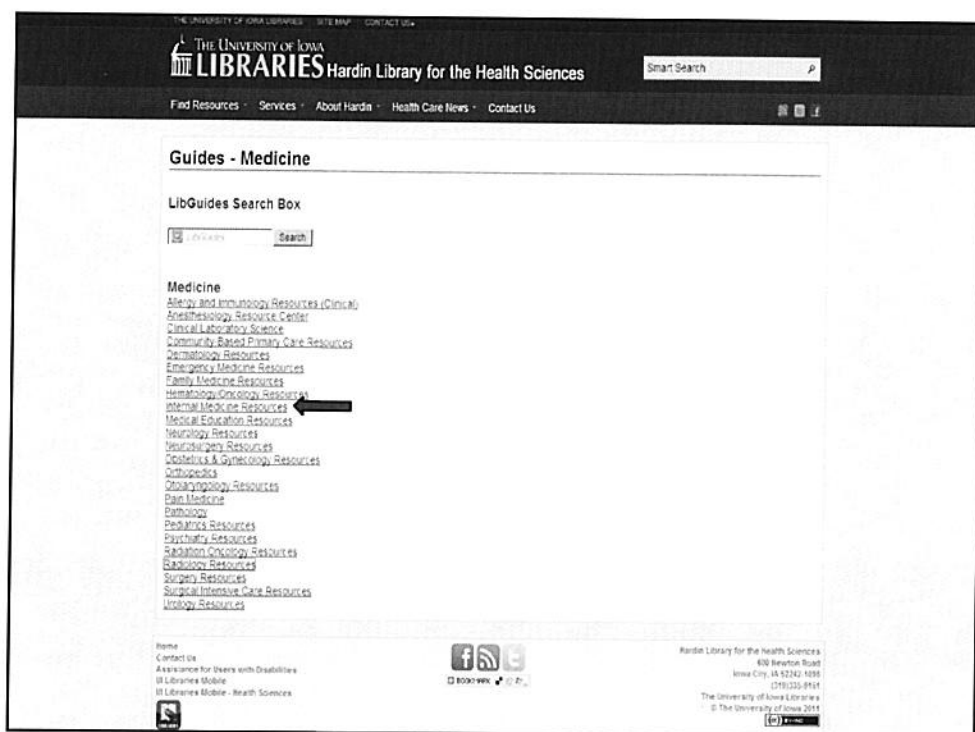 THE UNIVERSITY OF IOWA LIBRARIES SITE MAP CONTACT US
THE UNIVERSITY OF IOWA
LIBRARIES Hardin Library for the Health Sciences
Smart Search
Find Resources Services About Hardin Health Care News Contact Us
Guides - Medicine
LibGuides Search Box
LibGuides Search
Medicine
Allergy and Immunology Resources (Clinical)
Anesthesiology Resource Center
Clinical Laboratory Science
Community Based Primary Care Resources
Dermatology Resources
Emergency Medicine Resources
Family Medicine Resources
Hematology/Oncology Resources
Internal Medicine Resources
Medical Education Resources
Neurology Resources
Neurosurgery Resources
Obstetrics & Gynecology Resources
Orthopedics
Otolaryngology Resources
Pain Medicine
Pathology
Pediatrics Resources
Psychiatry Resources
Radiation Oncology Resources
Radiology Resources
Surgery Resources
Surgical Intensive Care Resources
Urology Resources
Home
Contact Us
Assistance for Users with Disabilities
UI Libraries Mobile
UI Libraries Mobile - Health Sciences
BOOKMARK
Hardin Library for the Health Sciences
600 Newton Road
Iowa City, IA 52242-1098
(319)335-9151
The University of Iowa Libraries
© The University of Iowa 2011